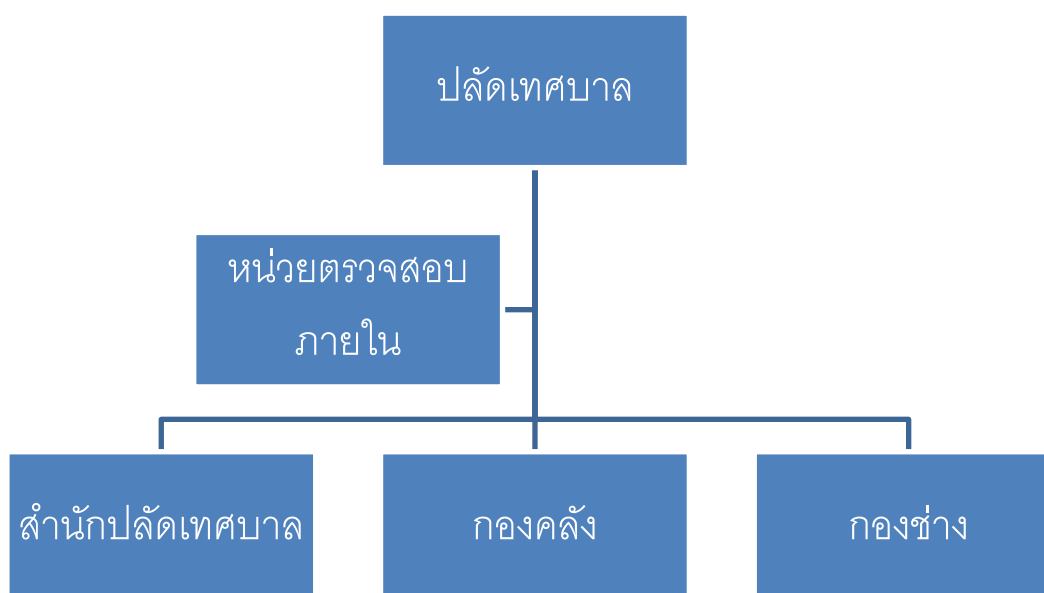 ปลัดเทศบาล
หน่วยตรวจสอบ
ภายใน
สำนักปลัดเทศบาล
กองคลัง
กองช่าง